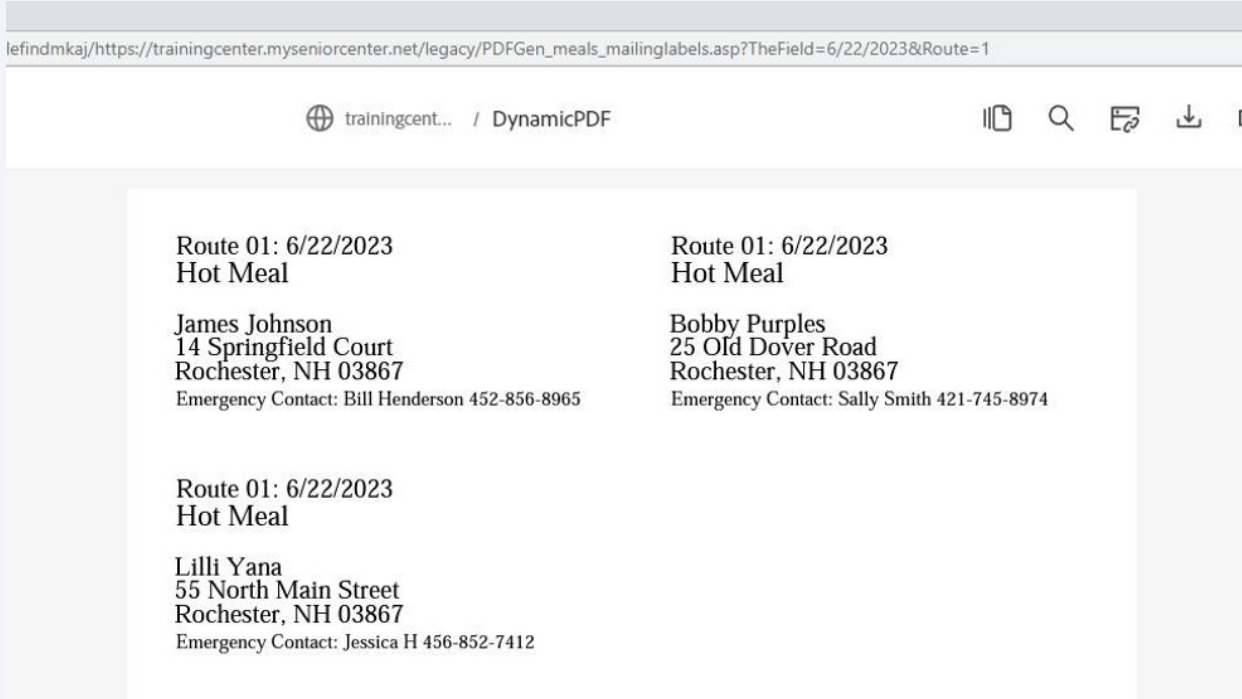 lefindmkaj/https://trainingcenter.myseniorcenter.net/legacy/PDFGen_meals_mailinglabels.asp?TheField=6/22/2023&Route=1
trainingcent... / DynamicPDF
Route 01: 6/22/2023
Hot Meal
James Johnson
14 Springfield Court
Rochester, NH 03867
Emergency Contact: Bill Henderson 452-856-8965
Route 01: 6/22/2023
Hot Meal
Bobby Purples
25 Old Dover Road
Rochester, NH 03867
Emergency Contact: Sally Smith 421-745-8974
Route 01: 6/22/2023
Hot Meal
Lilli Yana
55 North Main Street
Rochester, NH 03867
Emergency Contact: Jessica H 456-852-7412